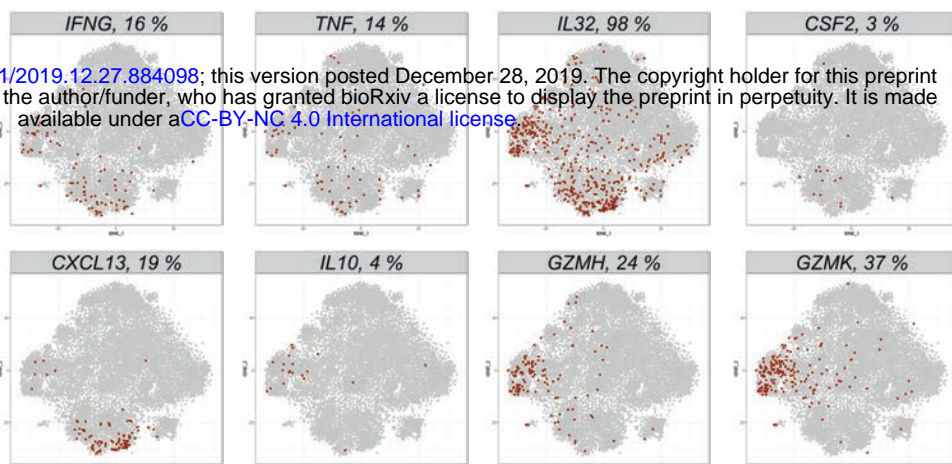 IFNG, 16 % TNF, 14 % IL32, 98 % CSF2, 3 %
1/2019.12.27.884098; this version posted December 28, 2019. The copyright holder for this preprint
the author/funder, who has granted bioRxiv a license to display the preprint in perpetuity. It is made
available under aCC-BY-NC 4.0 International license
CXCL13, 19 % IL10, 4 % GZMH, 24 % GZMK, 37 %